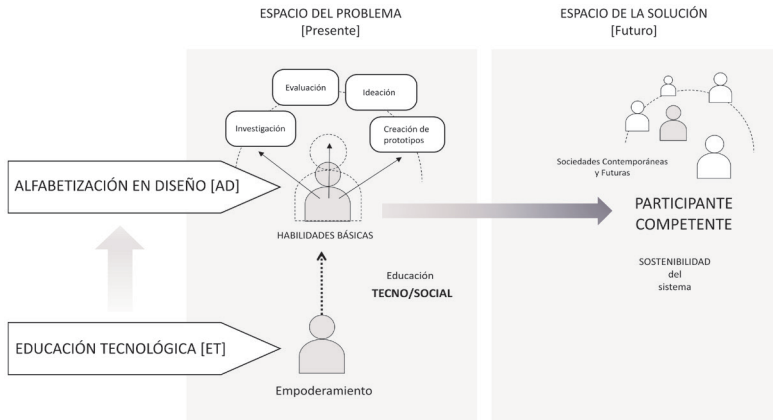 ESPACIO DEL PROBLEMA
[Presente]
ESPACIO DE LA SOLUCIÓN
[Futuro]
Evaluación
Ideación
Investigación
Creación de
prototipos
ALFABETIZACIÓN EN DISEÑO [AD]
HABILIDADES BÁSICAS
Educación
TECNO/SOCIAL
EDUCACIÓN TECNOLÓGICA [ET]
Empoderamiento
Sociedades Contemporáneas
y Futuras
PARTICIPANTE
COMPETENTE
SOSTENIBILIDAD
del
sistema